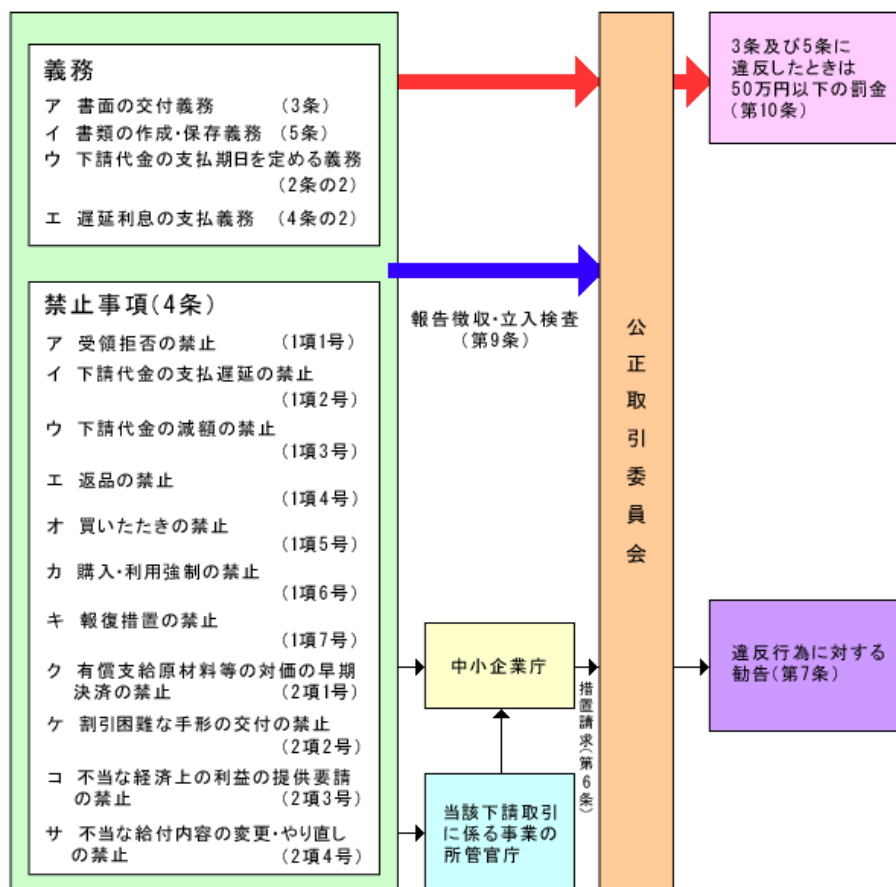 義務
ア 書面の交付義務 (3条)
イ 書類の作成・保存義務 (5条)
ウ 下請代金の支払期日を定める義務
(2条の2)
エ 遅延利息の支払義務 (4条の2)
禁止事項(4条)
ア 受領拒否の禁止 (1項1号)
イ 下請代金の支払遅延の禁止
(1項2号)
ウ 下請代金の減額の禁止
(1項3号)
エ 返品の禁止
(1項4号)
オ 買いたたきの禁止
(1項5号)
カ 購入・利用強制の禁止
(1項6号)
キ 報復措置の禁止
(1項7号)
ク 有償支給原材料等の対価の早期
決済の禁止 (2項1号)
ケ 割引困難な手形の交付の禁止
(2項2号)
コ 不当な経済上の利益の提供要請
の禁止 (2項3号)
サ 不当な給付内容の変更・やり直し
の禁止 (2項4号)
報告徴収・立入検査
(第9条)
中小企業庁
当該下請取引
に係る事業の
所管官庁
措置請求(第6条)
公正取引委員会
3条及び5条に
違反したときは
50万円以下の罰金
(第10条)
違反行為に対する
勧告(第7条)